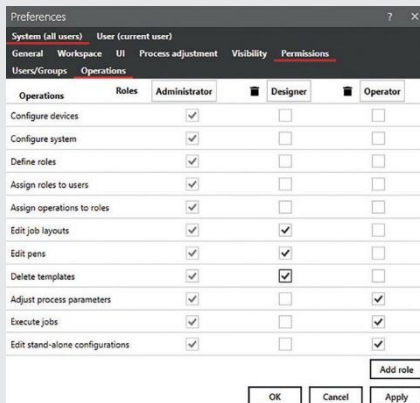 Preferences ? ×
System (all users) User (current user)
General Workspace UI Process adjustment Visibility Permissions
Users/Groups Operations
Operations Roles Administrator Designer Operator
Configure devices
Configure system
Define roles
Assign roles to users
Assign operations to roles
Edit job layouts
Edit pens
Delete templates
Adjust process parameters
Execute jobs
Edit stand-alone configurations
Add role
OK Cancel Apply